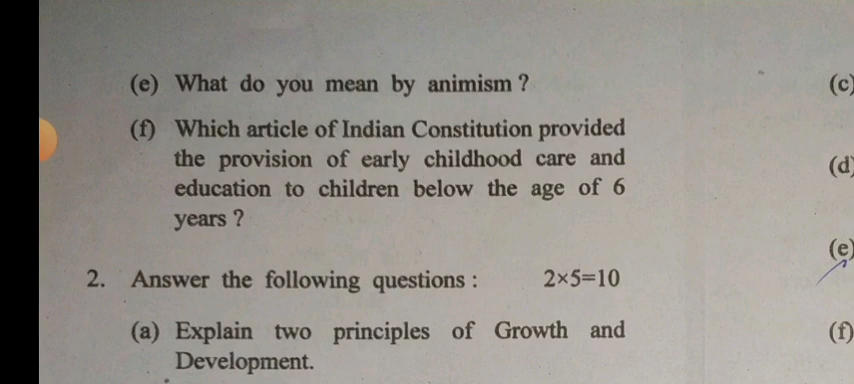 (e) What do you mean by animism ?
(f) Which article of Indian Constitution provided
the provision of early childhood care and
education to children below the age of 6
years ?
2. Answer the following questions : 2×5=10
(a) Explain two principles of Growth and
Development.
(c)
(d)
(e)
(f)